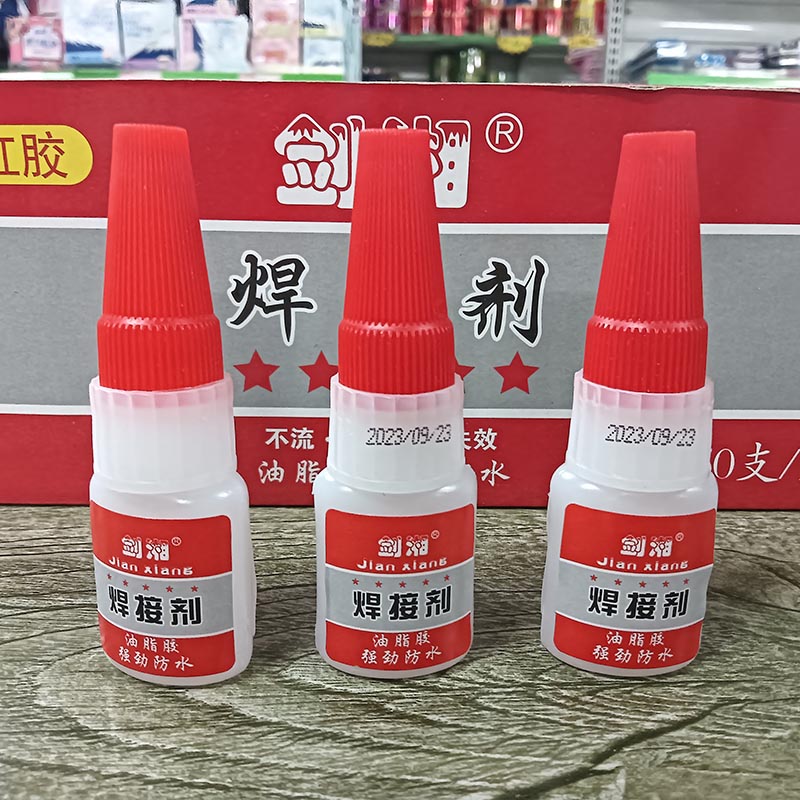 红胶
剑湘®
焊 剂
不流· 失效
油脂 水
0支/
2023/09/23
2023/09/23
剑湘®
Jian xiang
焊接剂
油脂胶
强劲防水
剑湘®
Jian xiang
焊接剂
油脂胶
强劲防水
剑湘®
Jian xiang
焊接剂
油脂胶
强劲防水